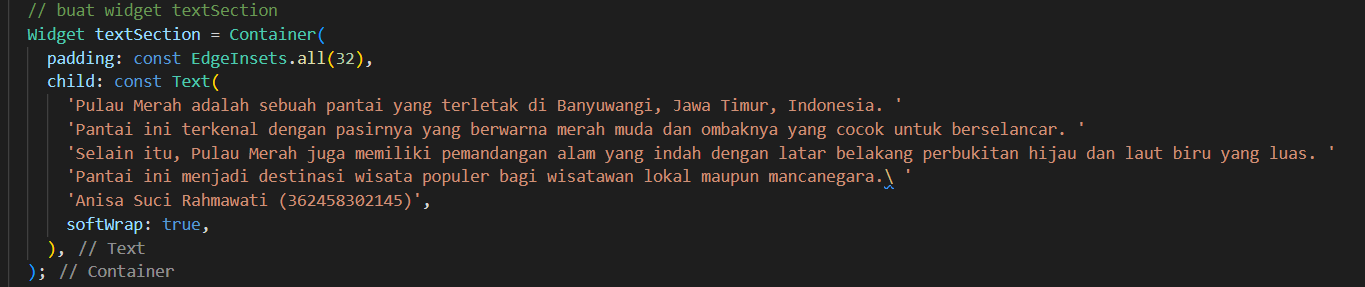 // buat widget textSection
Widget textSection = Container(
  padding: const EdgeInsets.all(32),
  child: const Text(
    'Pulau Merah adalah sebuah pantai yang terletak di Banyuwangi, Jawa Timur, Indonesia. '
    'Pantai ini terkenal dengan pasirnya yang berwarna merah muda dan ombaknya yang cocok untuk berselancar. '
    'Selain itu, Pulau Merah juga memiliki pemandangan alam yang indah dengan latar belakang perbukitan hijau dan laut biru yang luas. '
    'Pantai ini menjadi destinasi wisata populer bagi wisatawan lokal maupun mancanegara.\ '
    'Anisa Suci Rahmawati (362458302145)',
    softWrap: true,
  ), // Text
); // Container